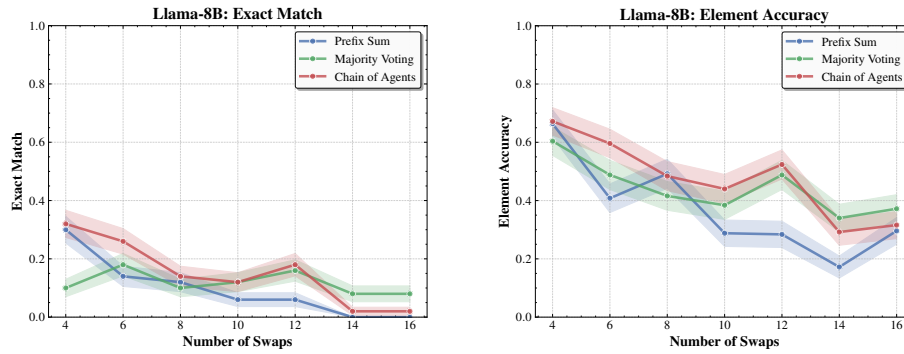 Llama-8B: Exact Match
1.0
0.8
0.6
0.4
0.2
0.0
Exact Match
Prefix Sum
Majority Voting
Chain of Agents
4 6 8 10 12 14 16
Number of Swaps
Llama-8B: Element Accuracy
1.0
0.8
0.6
0.4
0.2
0.0
Element Accuracy
Prefix Sum
Majority Voting
Chain of Agents
4 6 8 10 12 14 16
Number of Swaps